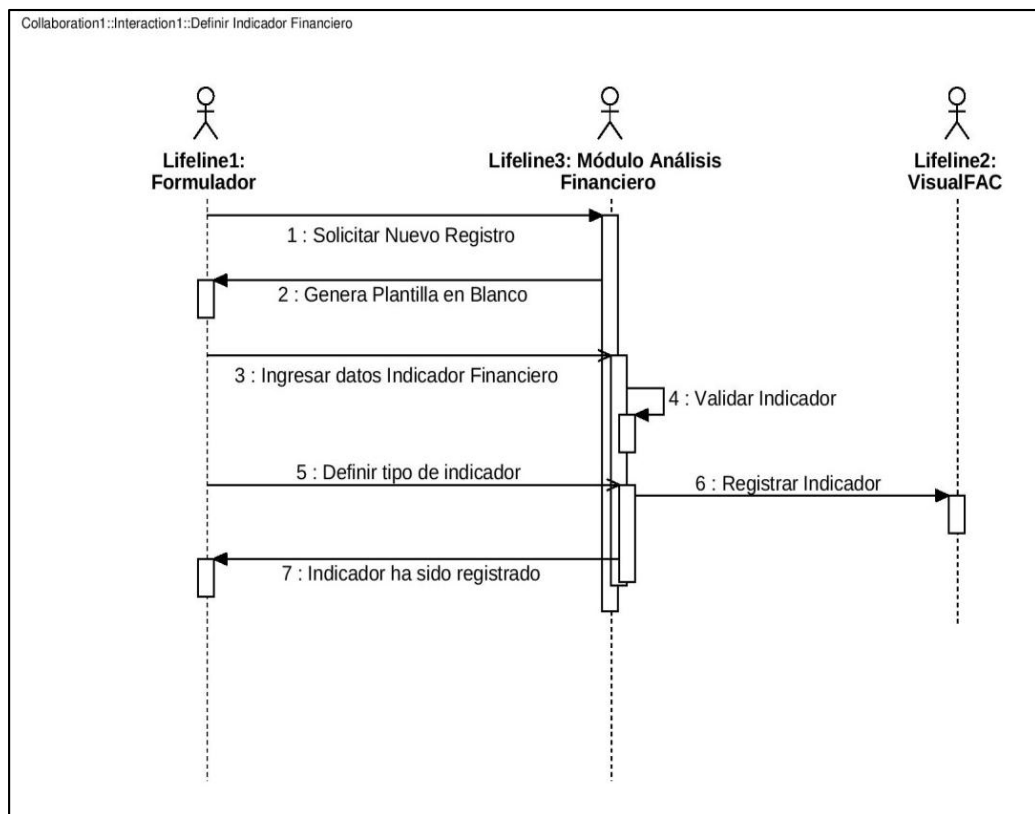 Collaboration1::Interaction1::Definir Indicador Financiero
Lifeline1:
Formulador
Lifeline3: Módulo Análisis
Financiero
Lifeline2:
VisualFAC
1 : Solicitar Nuevo Registro
2 : Genera Plantilla en Blanco
3 : Ingresar datos Indicador Financiero
4 : Validar Indicador
5 : Definir tipo de indicador
6 : Registrar Indicador
7 : Indicador ha sido registrado